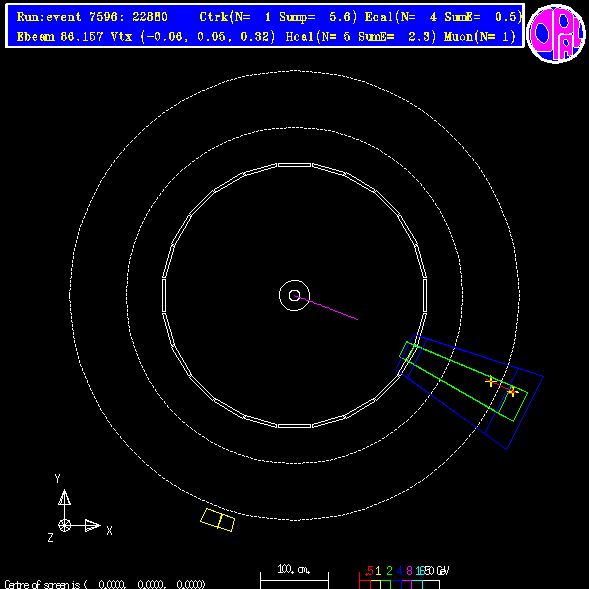 Run:event 7596: 22880 Ctrk(N= 1 Sump= 5.6) Ecal(N= 4 SumE= 0.5)
Ebeam 86.157 Vtx (-0.06, 0.05, 0.32) Hcal(N= 5 SumE= 2.3) Muon(N= 1)
OPAL
Y
X
Z
100. cm.
.5 1 2 4 8 16 50 GeV
Centre of screen is ( 0.0000, 0.0000, 0.0000)